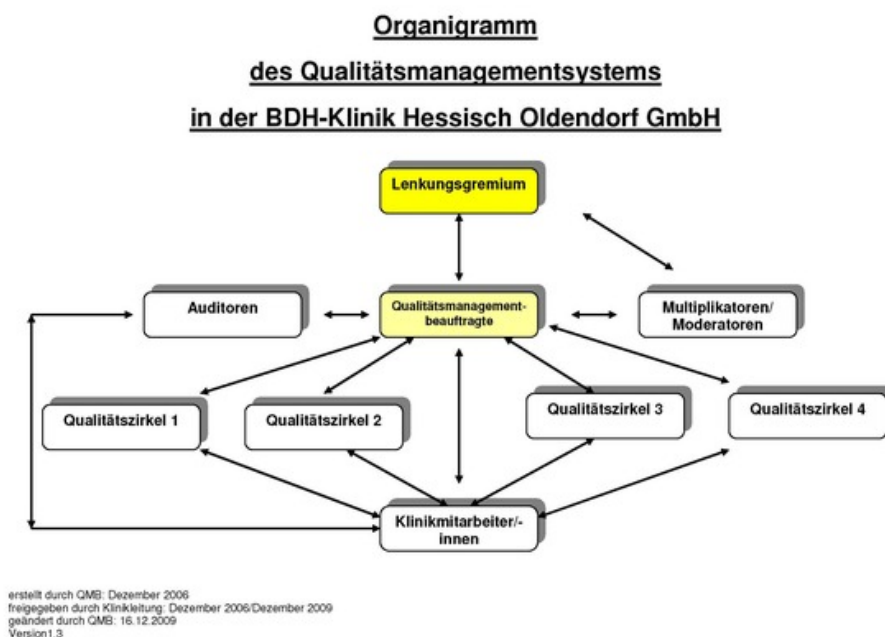 Organigramm
des Qualitätsmanagementsystems
in der BDH-Klinik Hessisch Oldendorf GmbH
Lenkungsgremium
Auditoren
Qualitätsmanagement-
beauftragte
Multiplikatoren/
Moderatoren
Qualitätszirkel 1
Qualitätszirkel 2
Qualitätszirkel 3
Qualitätszirkel 4
Klinikmitarbeiter/-
innen
erstellt durch QMB: Dezember 2006
freigegeben durch Klinikleitung: Dezember 2006/Dezember 2009
geändert durch QMB: 16.12.2009
Version1.3